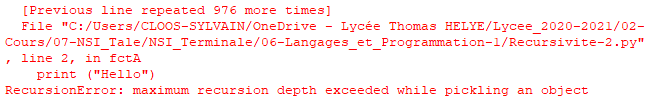 [Previous line repeated 976 more times]
File "C:/Users/CLOOS-SYLVAIN/OneDrive - Lycée Thomas HELYE/Lycee_2020-2021/02-
Cours/07-NSI_Tale/NSI_Terminale/06-Langages_et_Programmation-1/Recursivite-2.py"
, line 2, in fctA
print ("Hello")
RecursionError: maximum recursion depth exceeded while pickling an object